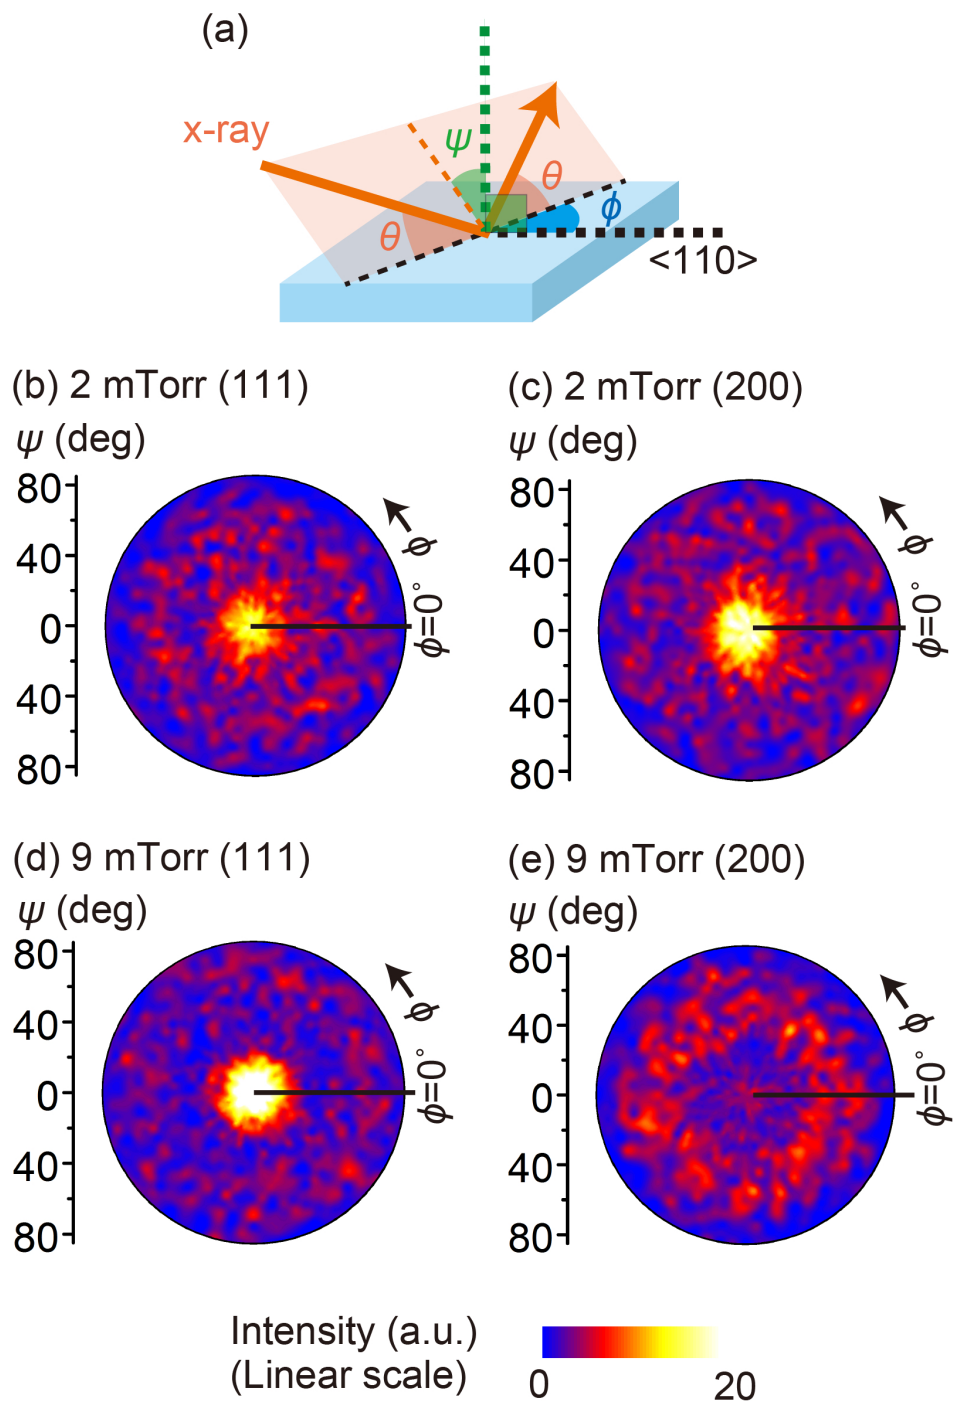 (a)
x-ray
ψ
θ
θ
ϕ
<110>
(b) 2 mTorr (111)
ψ (deg)
80
40
0
40
80
ϕ
ϕ=0°
(c) 2 mTorr (200)
ψ (deg)
80
40
0
40
80
ϕ
ϕ=0°
(d) 9 mTorr (111)
ψ (deg)
80
40
0
40
80
ϕ
ϕ=0°
(e) 9 mTorr (200)
ψ (deg)
80
40
0
40
80
ϕ
ϕ=0°
Intensity (a.u.)
(Linear scale)
0
20